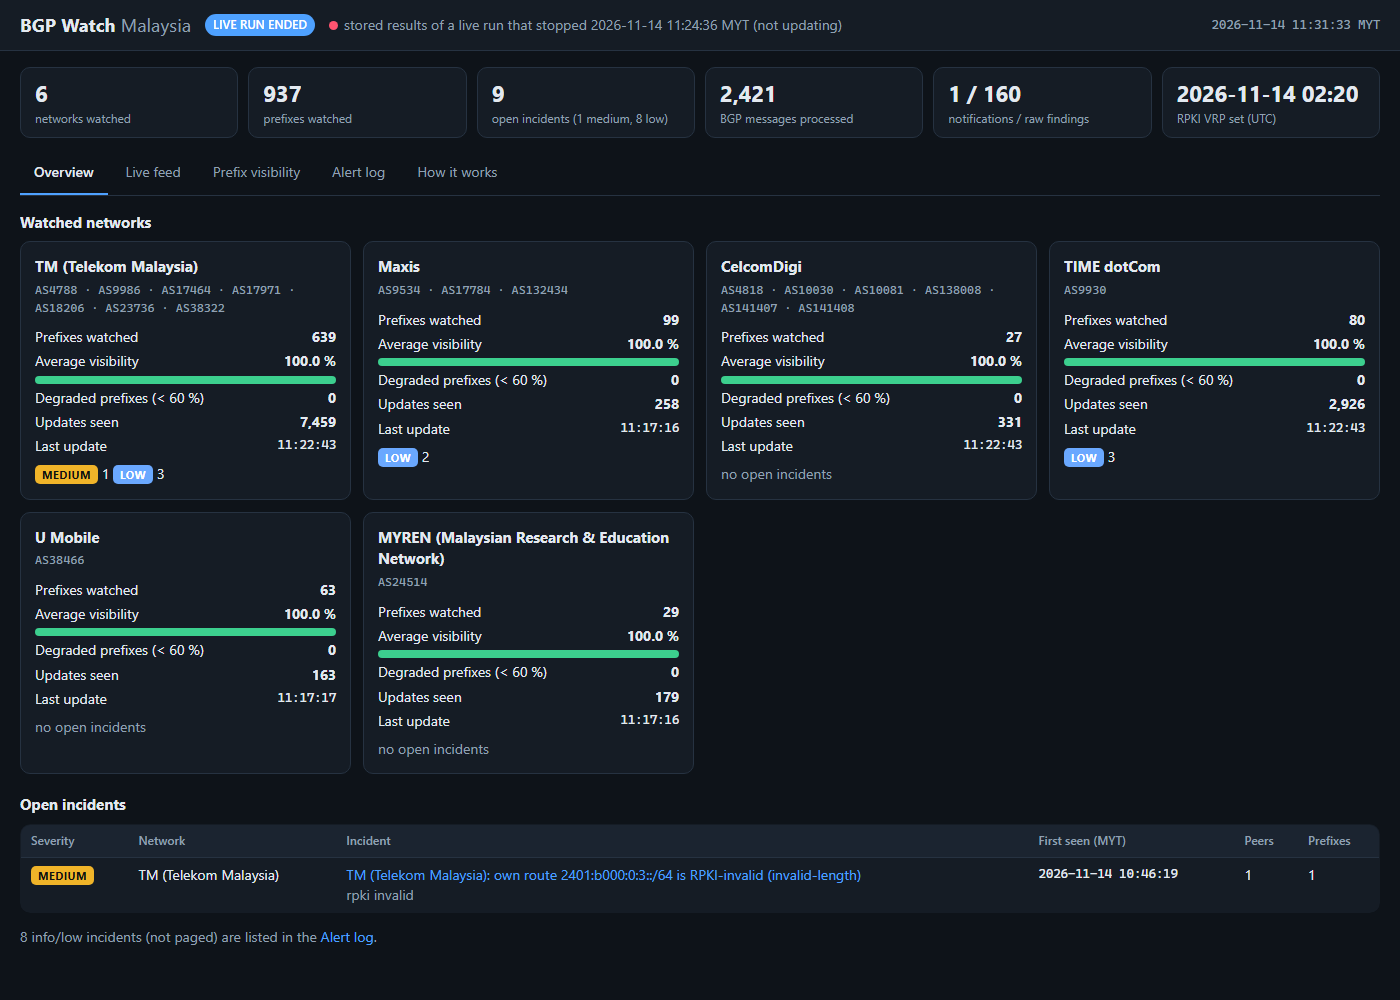 BGP Watch Malaysia LIVE RUN ENDED stored results of a live run that stopped 2026-11-14 11:24:36 MYT (not updating) 2026-11-14 11:31:33 MYT
6
networks watched
937
prefixes watched
9
open incidents (1 medium, 8 low)
2,421
BGP messages processed
1 / 160
notifications / raw findings
2026-11-14 02:20
RPKI VRP set (UTC)
Overview Live feed Prefix visibility Alert log How it works
Watched networks
TM (Telekom Malaysia)
AS4788 · AS9986 · AS17464 · AS17971 ·
AS18206 · AS23736 · AS38322
Prefixes watched 639
Average visibility 100.0 %
Degraded prefixes (< 60 %) 0
Updates seen 7,459
Last update 11:22:43
MEDIUM 1 LOW 3
Maxis
AS9534 · AS17784 · AS132434
Prefixes watched 99
Average visibility 100.0 %
Degraded prefixes (< 60 %) 0
Updates seen 258
Last update 11:17:16
LOW 2
CelcomDigi
AS4818 · AS10030 · AS10081 · AS138008 ·
AS141407 · AS141408
Prefixes watched 27
Average visibility 100.0 %
Degraded prefixes (< 60 %) 0
Updates seen 331
Last update 11:22:43
no open incidents
TIME dotCom
AS9930
Prefixes watched 80
Average visibility 100.0 %
Degraded prefixes (< 60 %) 0
Updates seen 2,926
Last update 11:22:43
LOW 3
U Mobile
AS38466
Prefixes watched 63
Average visibility 100.0 %
Degraded prefixes (< 60 %) 0
Updates seen 163
Last update 11:17:17
no open incidents
MYREN (Malaysian Research & Education
Network)
AS24514
Prefixes watched 29
Average visibility 100.0 %
Degraded prefixes (< 60 %) 0
Updates seen 179
Last update 11:17:16
no open incidents
Open incidents
Severity Network Incident First seen (MYT) Peers Prefixes
MEDIUM TM (Telekom Malaysia) TM (Telekom Malaysia): own route 2401:b000:0:3::/64 is RPKI-invalid (invalid-length) 2026-11-14 10:46:19 1 1
rpki invalid
8 info/low incidents (not paged) are listed in the Alert log.